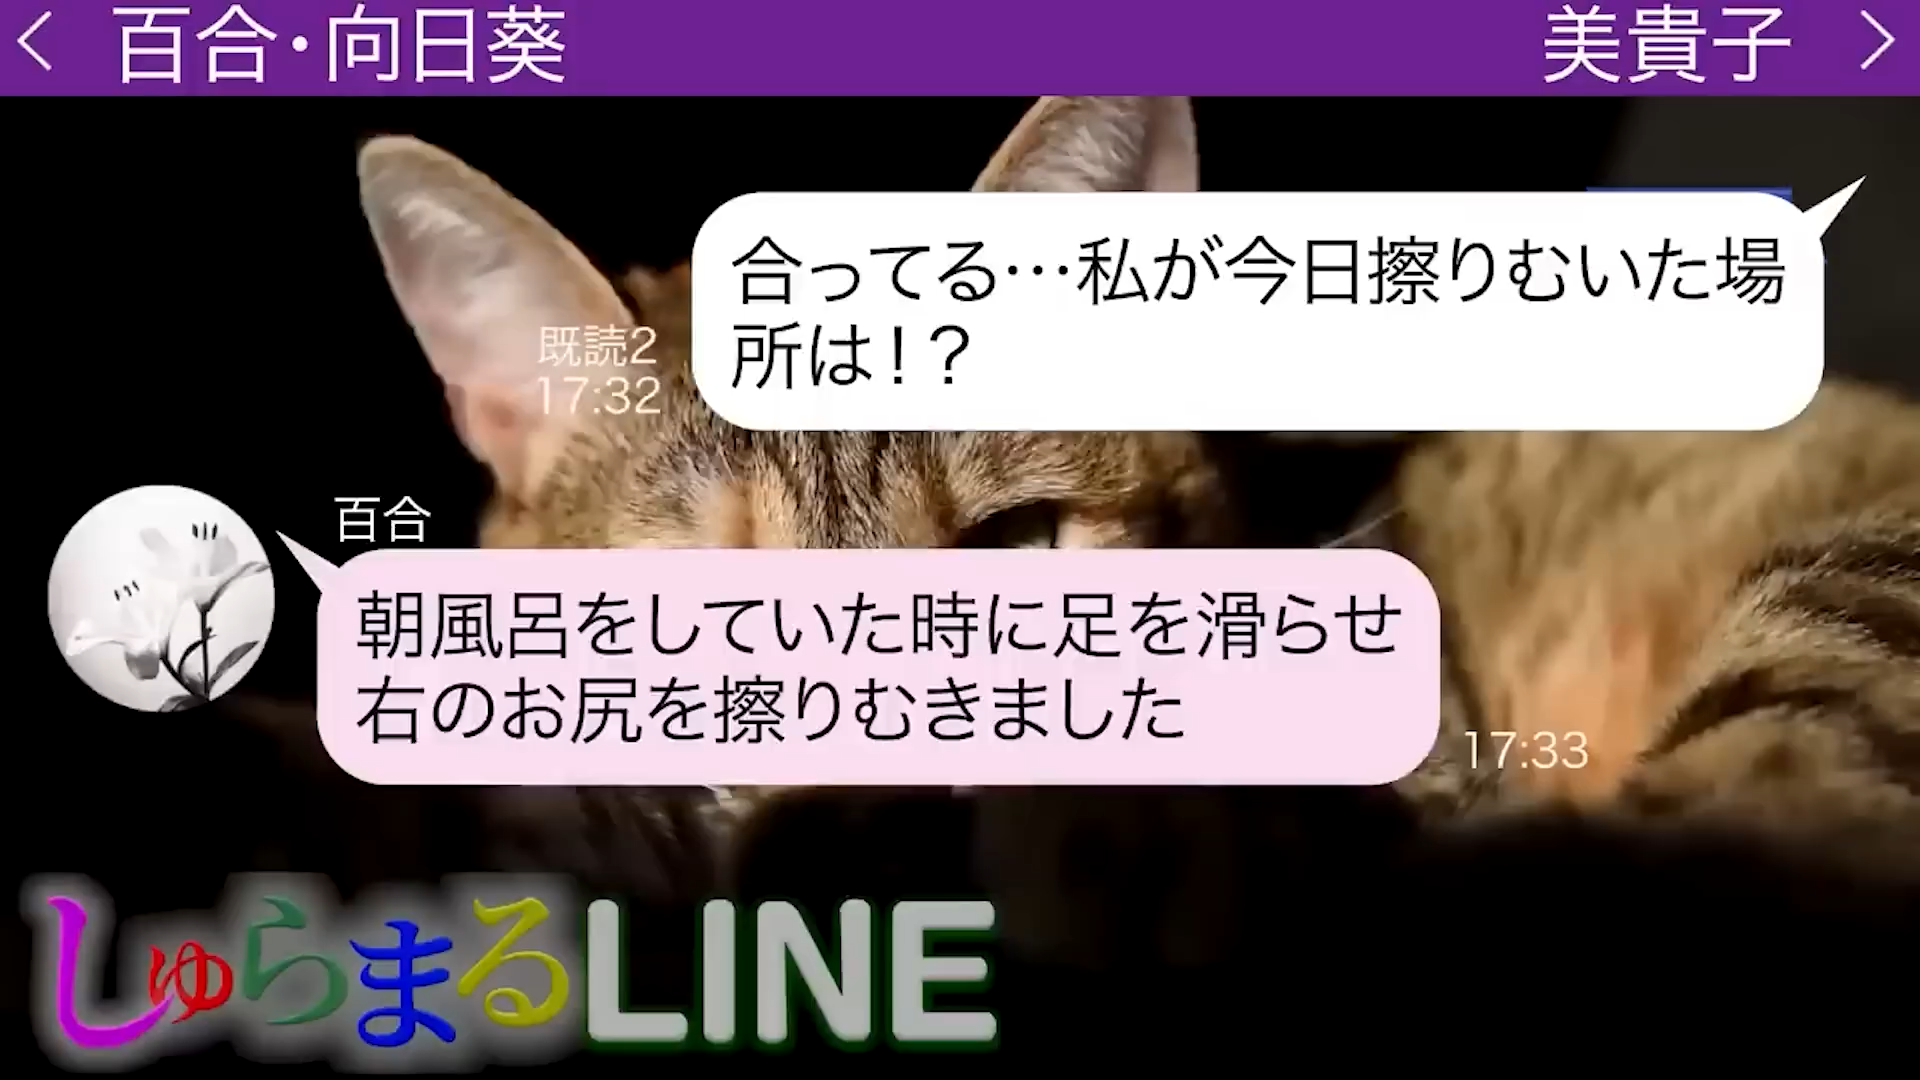 百合・向日葵
美貴子
合ってる…私が今日擦りむいた場
所は！？
既読2
17:32
百合
朝風呂をしていた時に足を滑らせ
右のお尻を擦りむきました
17:33
しゅらまるLINE